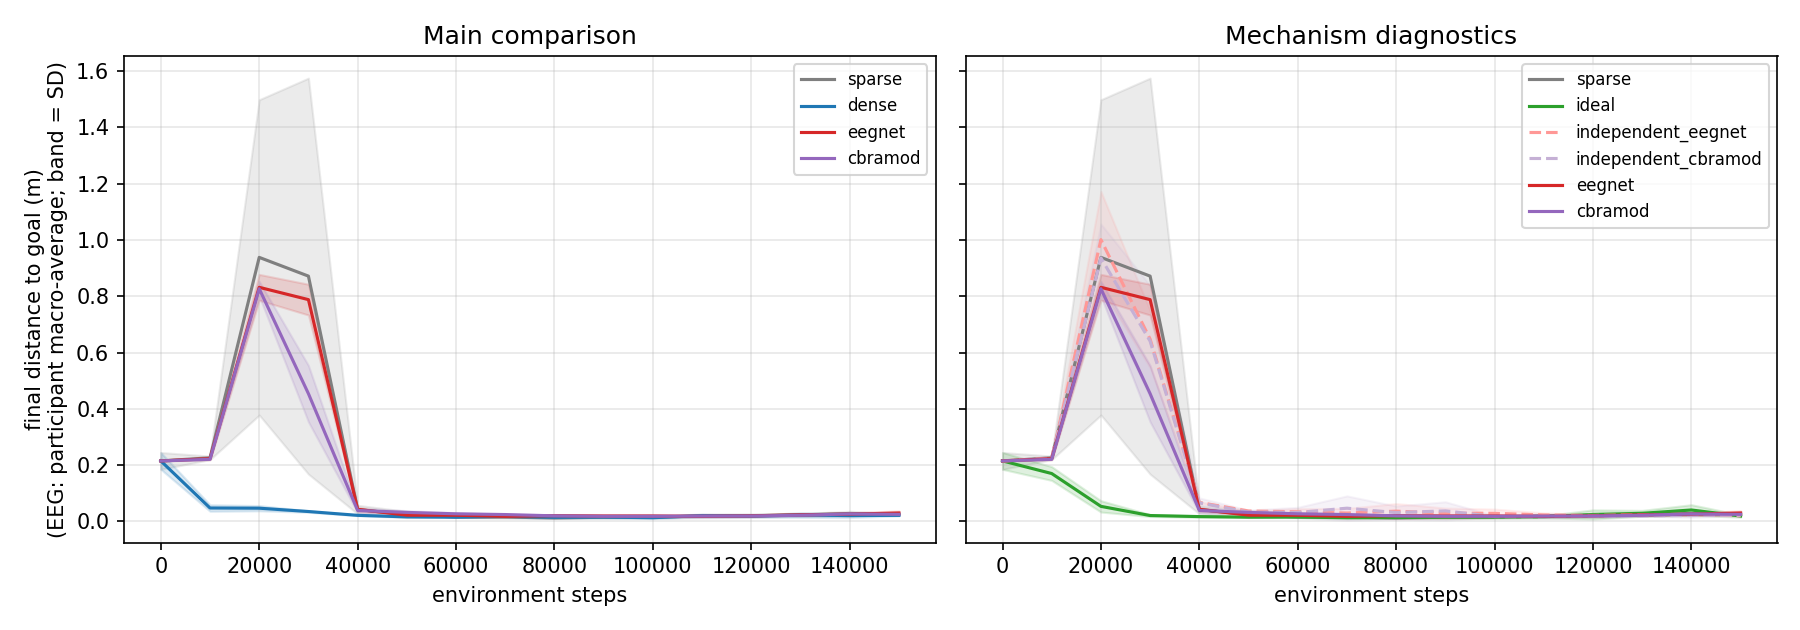 Main comparison
final distance to goal (m)
(EEG: participant macro-average; band = SD)
1.6
1.4
1.2
1.0
0.8
0.6
0.4
0.2
0.0
sparse
dense
eegnet
cbramod
0 20000 40000 60000 80000 100000 120000 140000
environment steps
Mechanism diagnostics
sparse
ideal
independent_eegnet
independent_cbramod
eegnet
cbramod
0 20000 40000 60000 80000 100000 120000 140000
environment steps